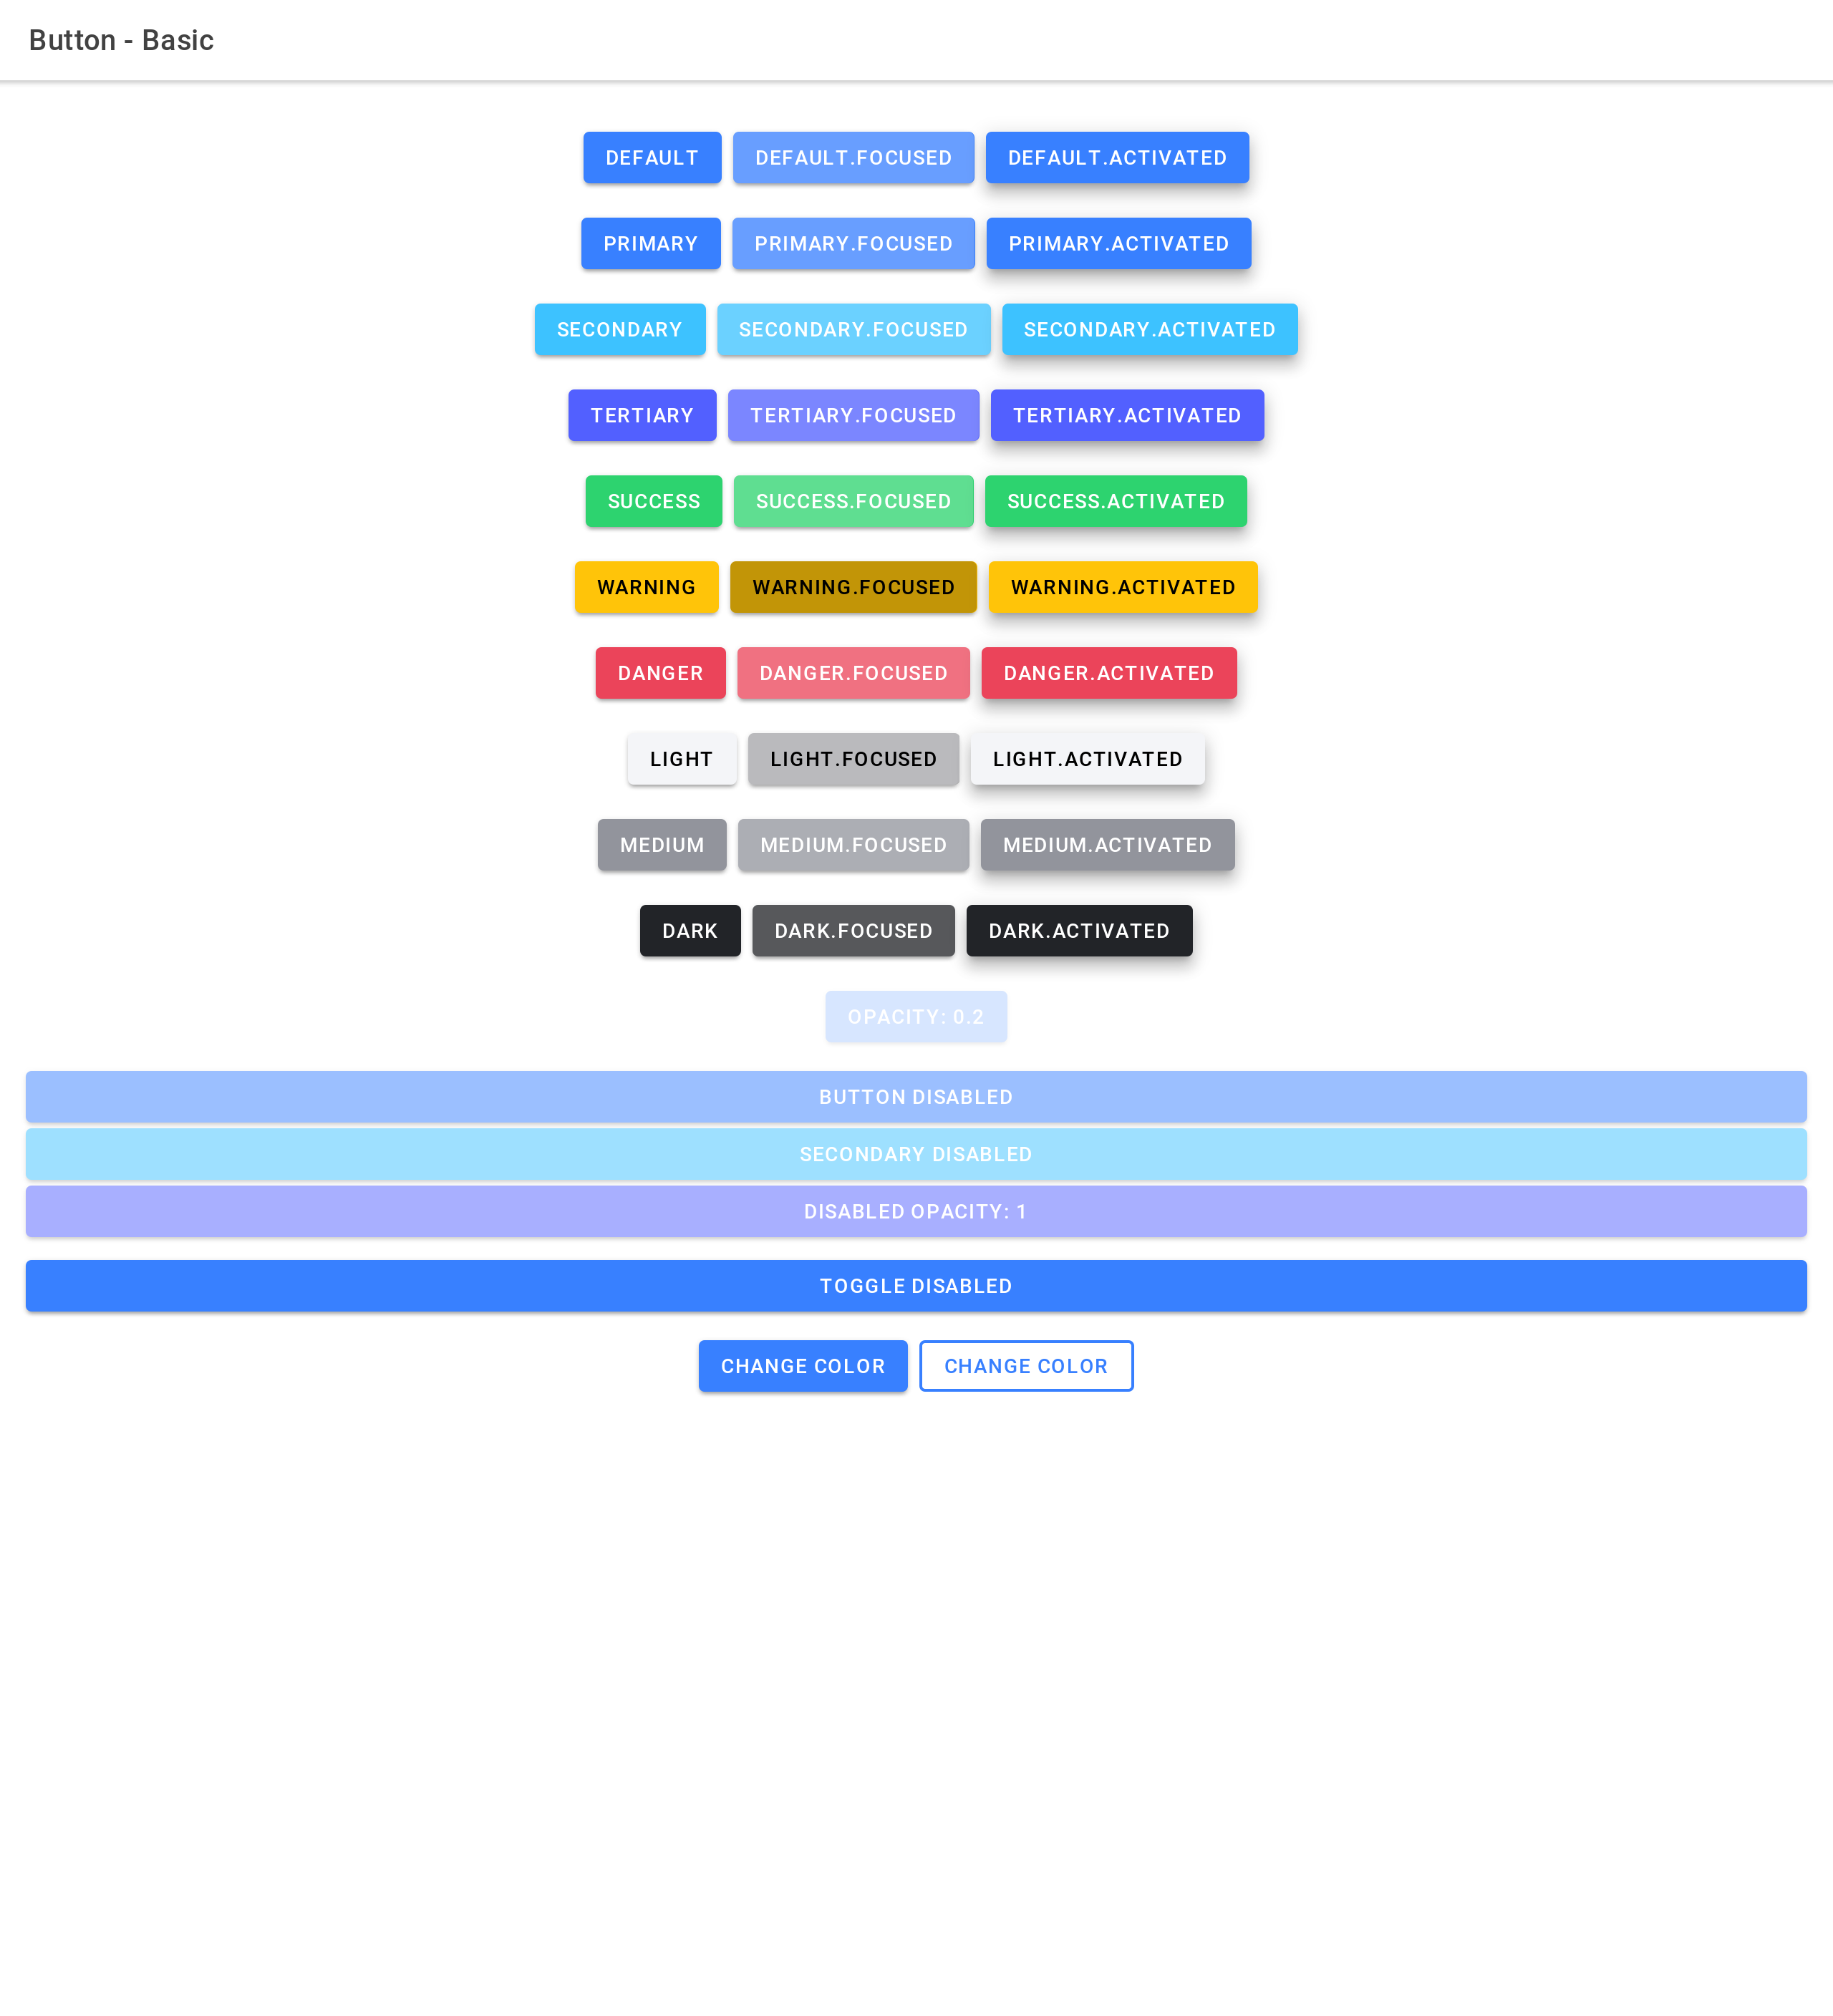 Button - Basic
DEFAULT DEFAULT.FOCUSED DEFAULT.ACTIVATED
PRIMARY PRIMARY.FOCUSED PRIMARY.ACTIVATED
SECONDARY SECONDARY.FOCUSED SECONDARY.ACTIVATED
TERTIARY TERTIARY.FOCUSED TERTIARY.ACTIVATED
SUCCESS SUCCESS.FOCUSED SUCCESS.ACTIVATED
WARNING WARNING.FOCUSED WARNING.ACTIVATED
DANGER DANGER.FOCUSED DANGER.ACTIVATED
LIGHT LIGHT.FOCUSED LIGHT.ACTIVATED
MEDIUM MEDIUM.FOCUSED MEDIUM.ACTIVATED
DARK DARK.FOCUSED DARK.ACTIVATED
OPACITY: 0.2
BUTTON DISABLED
SECONDARY DISABLED
DISABLED OPACITY: 1
TOGGLE DISABLED
CHANGE COLOR CHANGE COLOR